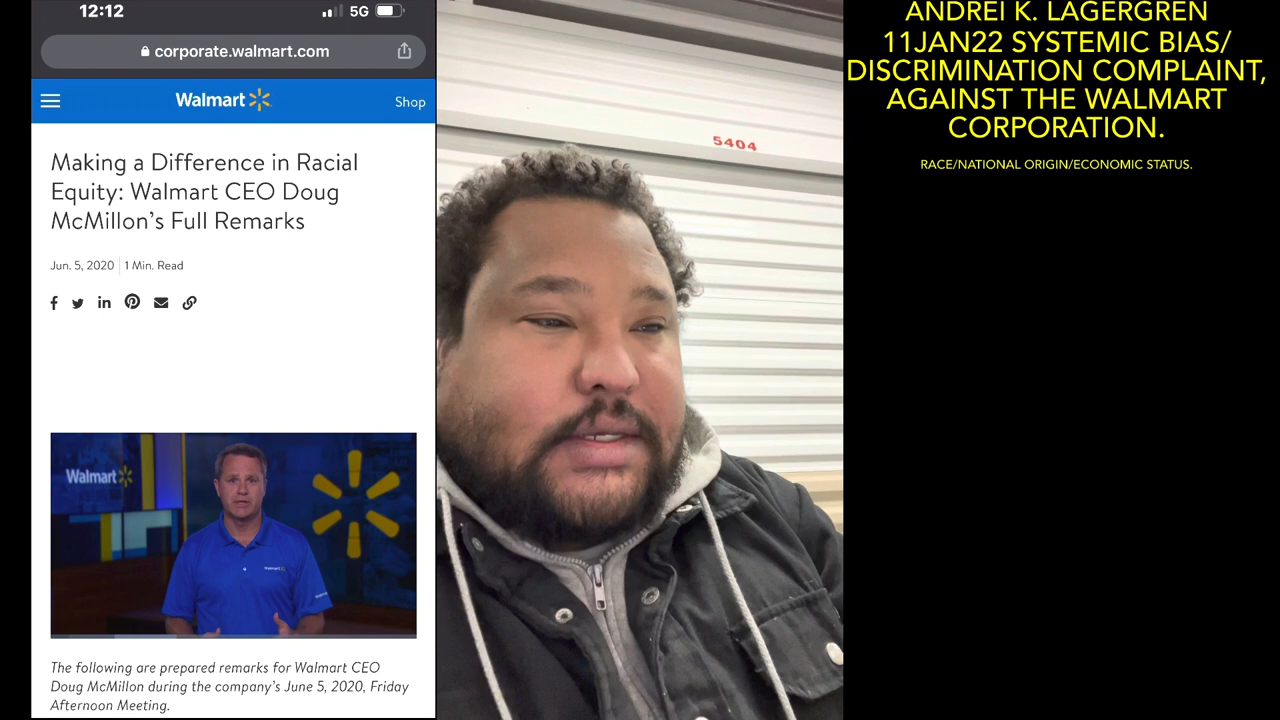 12:12
5G
corporate.walmart.com
Walmart
Shop
Making a Difference in Racial
Equity: Walmart CEO Doug
McMillon’s Full Remarks
Jun. 5, 2020
1 Min. Read
Walmart
Walmart
The following are prepared remarks for Walmart CEO
Doug McMillon during the company’s June 5, 2020, Friday
Afternoon Meeting.
5404
ANDREI K. LAGERGREN
11JAN22 SYSTEMIC BIAS/
DISCRIMINATION COMPLAINT,
AGAINST THE WALMART
CORPORATION.
RACE/NATIONAL ORIGIN/ECONOMIC STATUS.